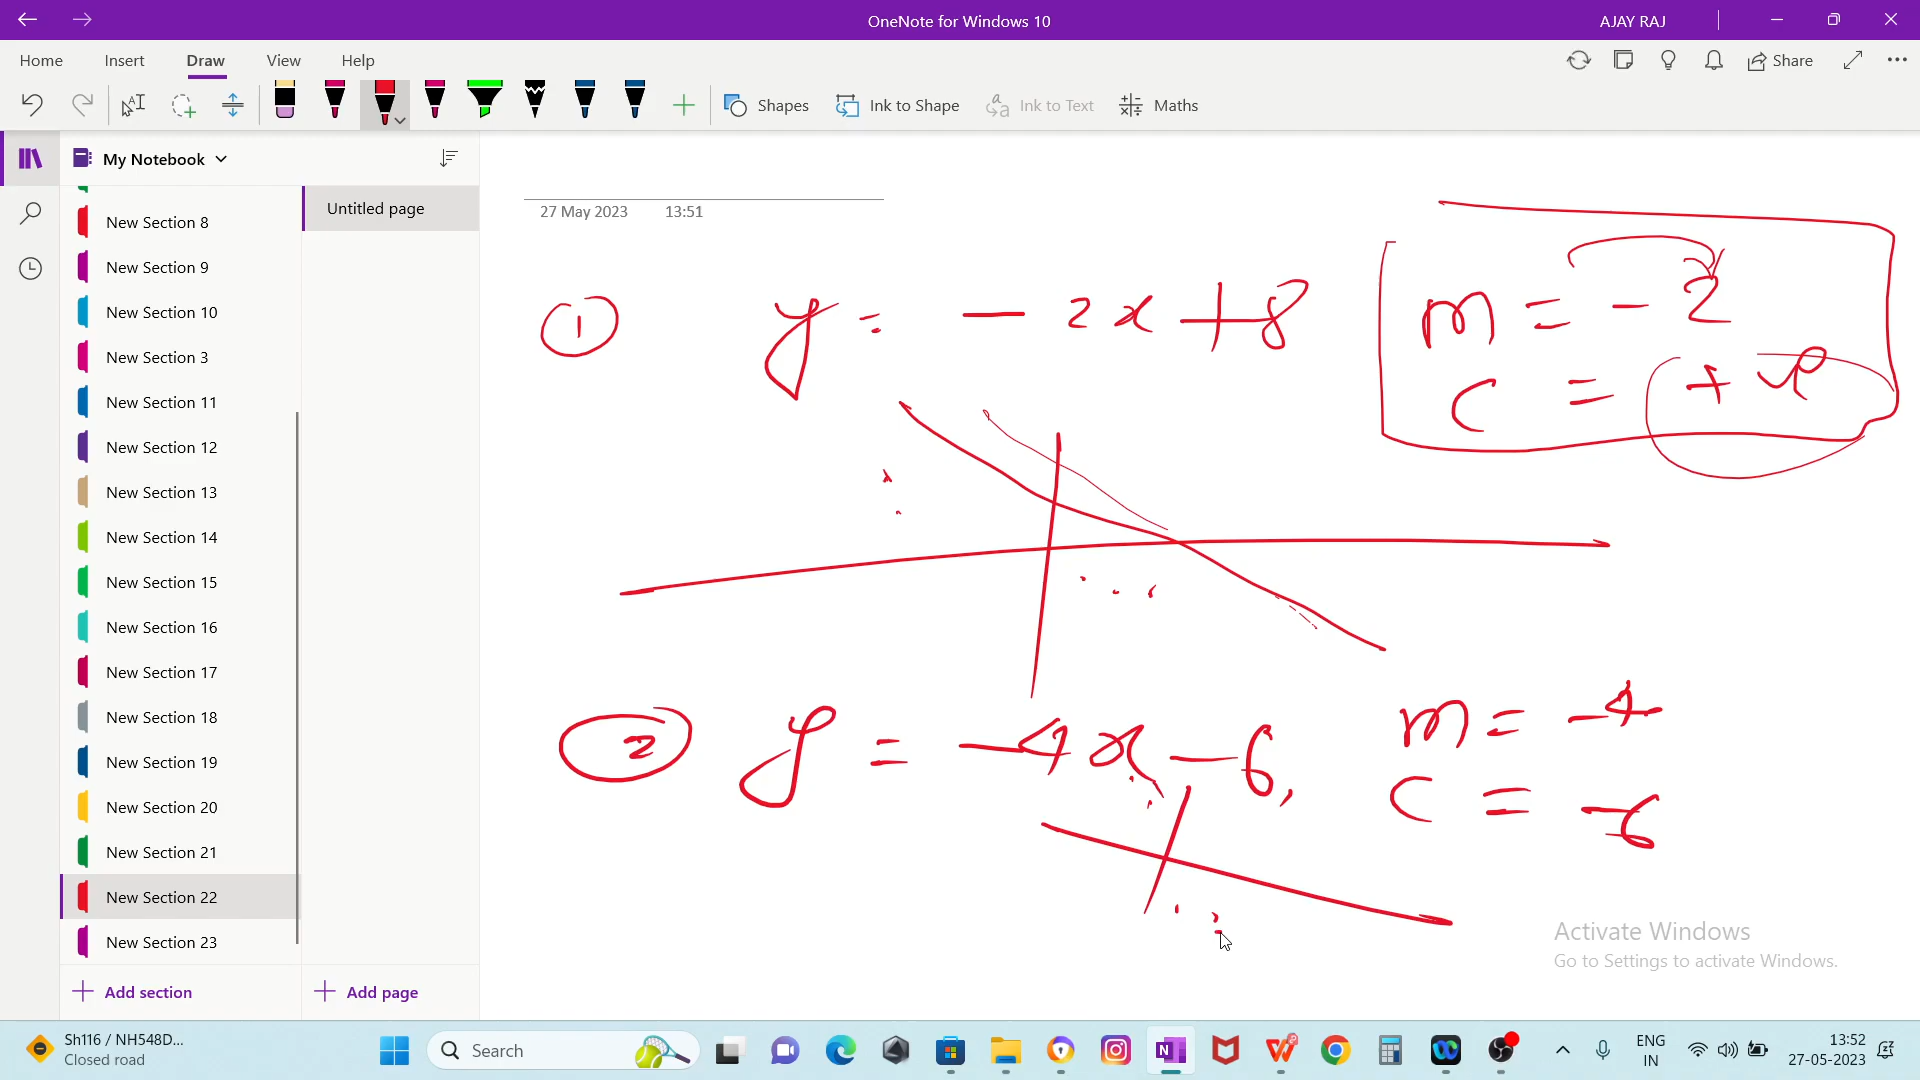 OneNote for Windows 10
AJAY RAJ
Home Insert Draw View Help
Share
Shapes Ink to Shape Ink to Text Maths
My Notebook
New Section 8
New Section 9
New Section 10
New Section 3
New Section 11
New Section 12
New Section 13
New Section 14
New Section 15
New Section 16
New Section 17
New Section 18
New Section 19
New Section 20
New Section 21
New Section 22
New Section 23
Add section
Untitled page
Add page
27 May 2023 13:51
① y = - 2x + 8
m = - 2
c = +ve
② y = -4x - 6,
m = -4
c = -6
Activate Windows
Go to Settings to activate Windows.
Sh116 / NH548D...
Closed road
Search
ENG
IN
13:52
27-05-2023